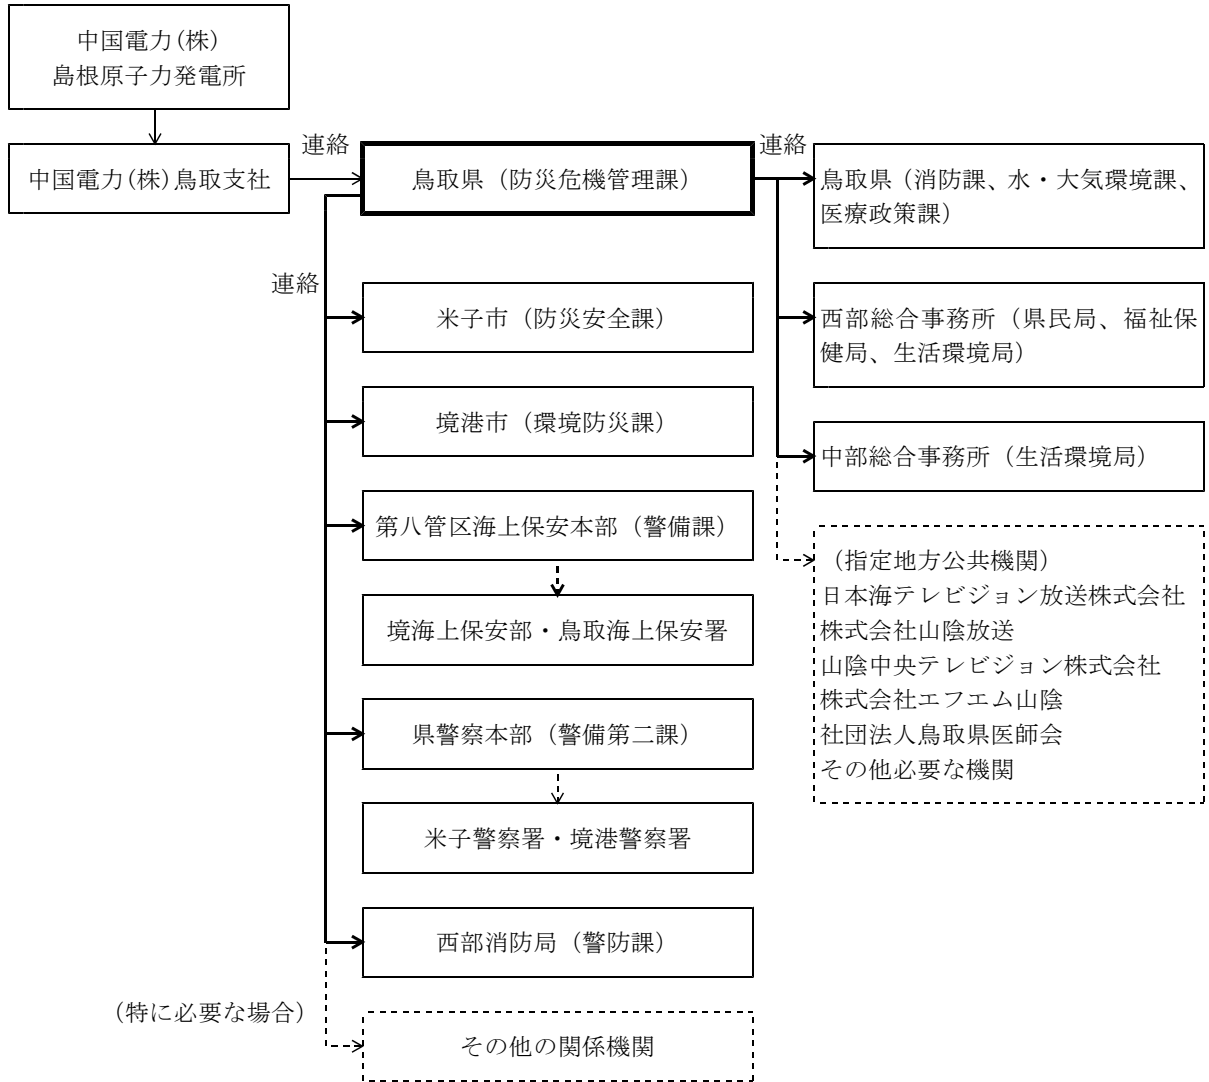 中国電力(株)
島根原子力発電所
中国電力(株)鳥取支社
連絡
鳥取県（防災危機管理課）
連絡
鳥取県（消防課、水・大気環境課、
医療政策課）
連絡
米子市（防災安全課）
西部総合事務所（県民局、福祉保
健局、生活環境局）
境港市（環境防災課）
中部総合事務所（生活環境局）
第八管区海上保安本部（警備課）
境海上保安部・鳥取海上保安署
（指定地方公共機関）
日本海テレビジョン放送株式会社
株式会社山陰放送
山陰中央テレビジョン株式会社
株式会社エフエム山陰
社団法人鳥取県医師会
その他必要な機関
県警察本部（警備第二課）
米子警察署・境港警察署
西部消防局（警防課）
（特に必要な場合）
その他の関係機関